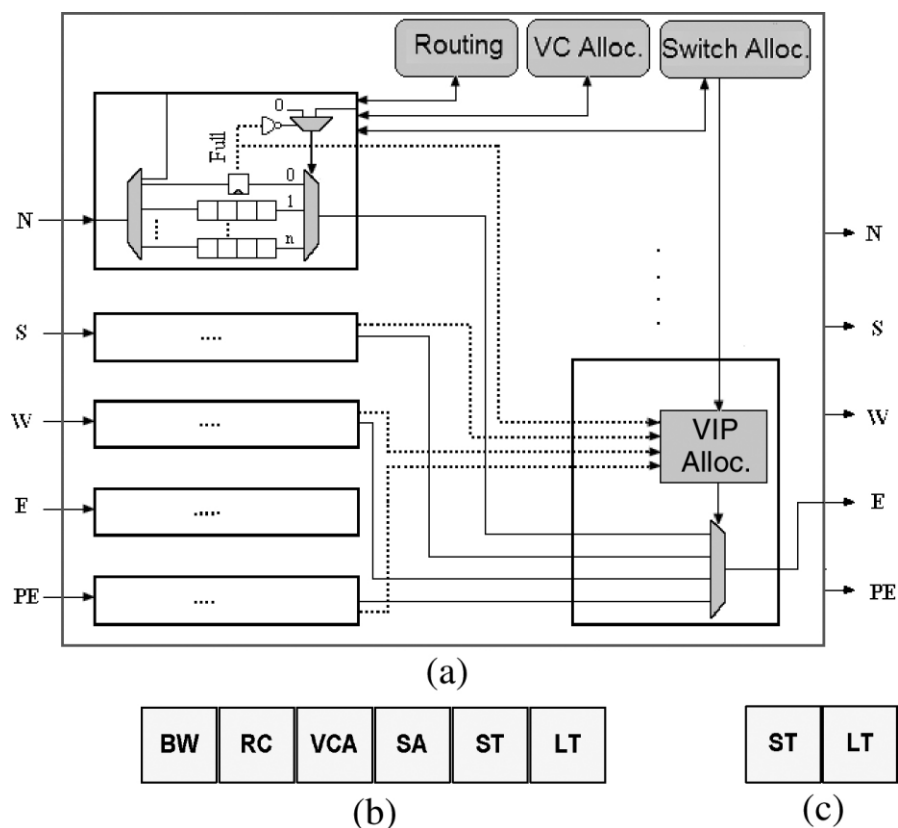 Routing VC Alloc. Switch Alloc.
0
Full
0
1
n
N
S
W
F
PE
....
....
.....
....
VIP
Alloc.
N
S
W
E
PE
(a)
BW RC VCA SA ST LT
(b)
ST LT
(c)